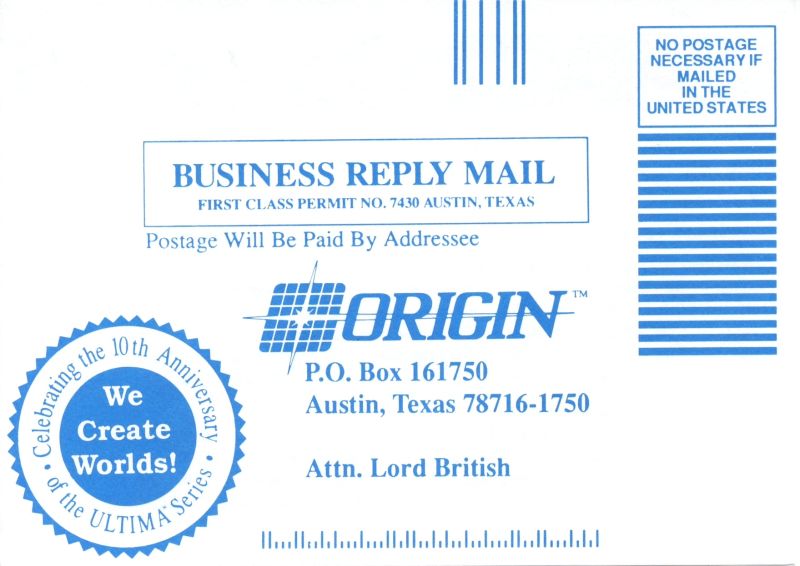 NO POSTAGE
NECESSARY IF
MAILED
IN THE
UNITED STATES
BUSINESS REPLY MAIL
FIRST CLASS PERMIT NO. 7430 AUSTIN, TEXAS
Postage Will Be Paid By Addressee
ORIGIN™
P.O. Box 161750
Austin, Texas 78716-1750
Attn. Lord British
• Celebrating the 10th Anniversary •
of the ULTIMA™ Series
We
Create
Worlds!